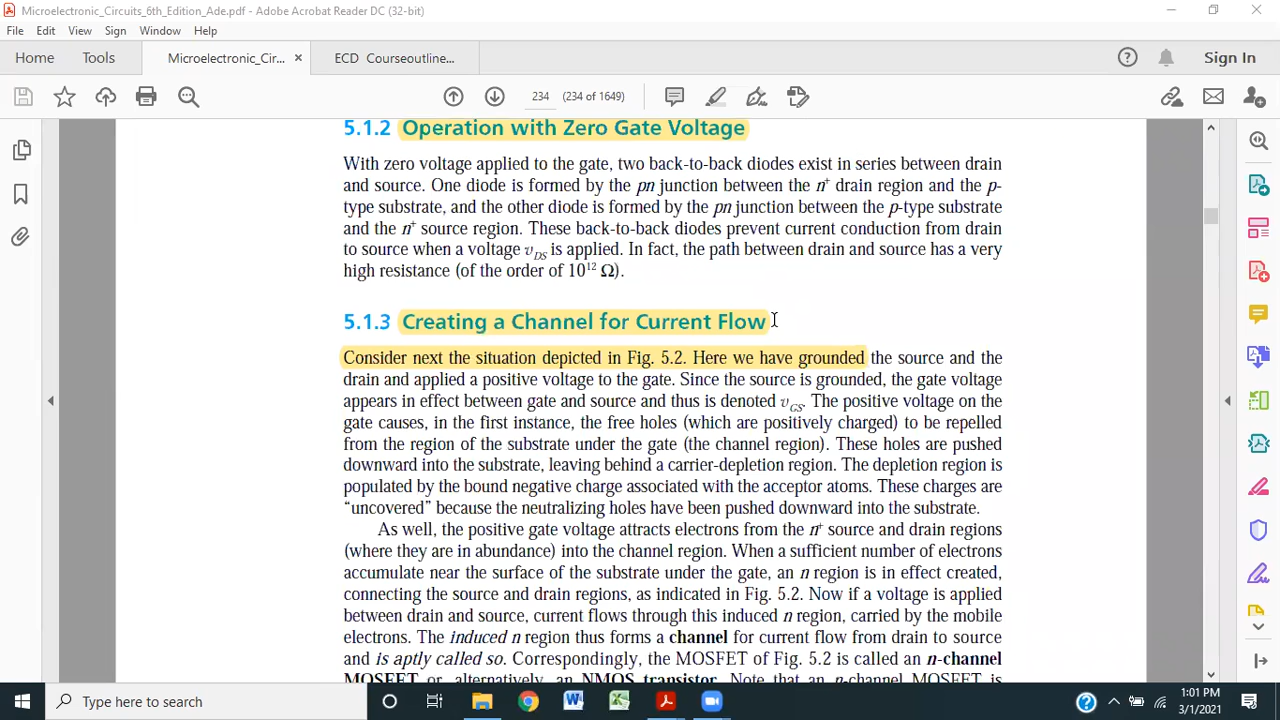 Microelectronic_Circuits_6th_Edition_Ade.pdf - Adobe Acrobat Reader DC (32-bit)
File Edit View Sign Window Help
Home Tools Microelectronic_Cir... × ECD Courseoutline... Sign In
234 (234 of 1649)
5.1.2 Operation with Zero Gate Voltage
With zero voltage applied to the gate, two back-to-back diodes exist in series between drain
and source. One diode is formed by the pn junction between the n⁺ drain region and the p-
type substrate, and the other diode is formed by the pn junction between the p-type substrate
and the n⁺ source region. These back-to-back diodes prevent current conduction from drain
to source when a voltage v_DS is applied. In fact, the path between drain and source has a very
high resistance (of the order of 10¹² Ω).
5.1.3 Creating a Channel for Current Flow
Consider next the situation depicted in Fig. 5.2. Here we have grounded the source and the
drain and applied a positive voltage to the gate. Since the source is grounded, the gate voltage
appears in effect between gate and source and thus is denoted v_GS. The positive voltage on the
gate causes, in the first instance, the free holes (which are positively charged) to be repelled
from the region of the substrate under the gate (the channel region). These holes are pushed
downward into the substrate, leaving behind a carrier-depletion region. The depletion region is
populated by the bound negative charge associated with the acceptor atoms. These charges are
“uncovered” because the neutralizing holes have been pushed downward into the substrate.
As well, the positive gate voltage attracts electrons from the n⁺ source and drain regions
(where they are in abundance) into the channel region. When a sufficient number of electrons
accumulate near the surface of the substrate under the gate, an n region is in effect created,
connecting the source and drain regions, as indicated in Fig. 5.2. Now if a voltage is applied
between drain and source, current flows through this induced n region, carried by the mobile
electrons. The induced n region thus forms a channel for current flow from drain to source
and is aptly called so. Correspondingly, the MOSFET of Fig. 5.2 is called an n-channel
MOSFET or, alternatively, an NMOS transistor. Note that an n-channel MOSFET is
Type here to search
1:01 PM
3/1/2021